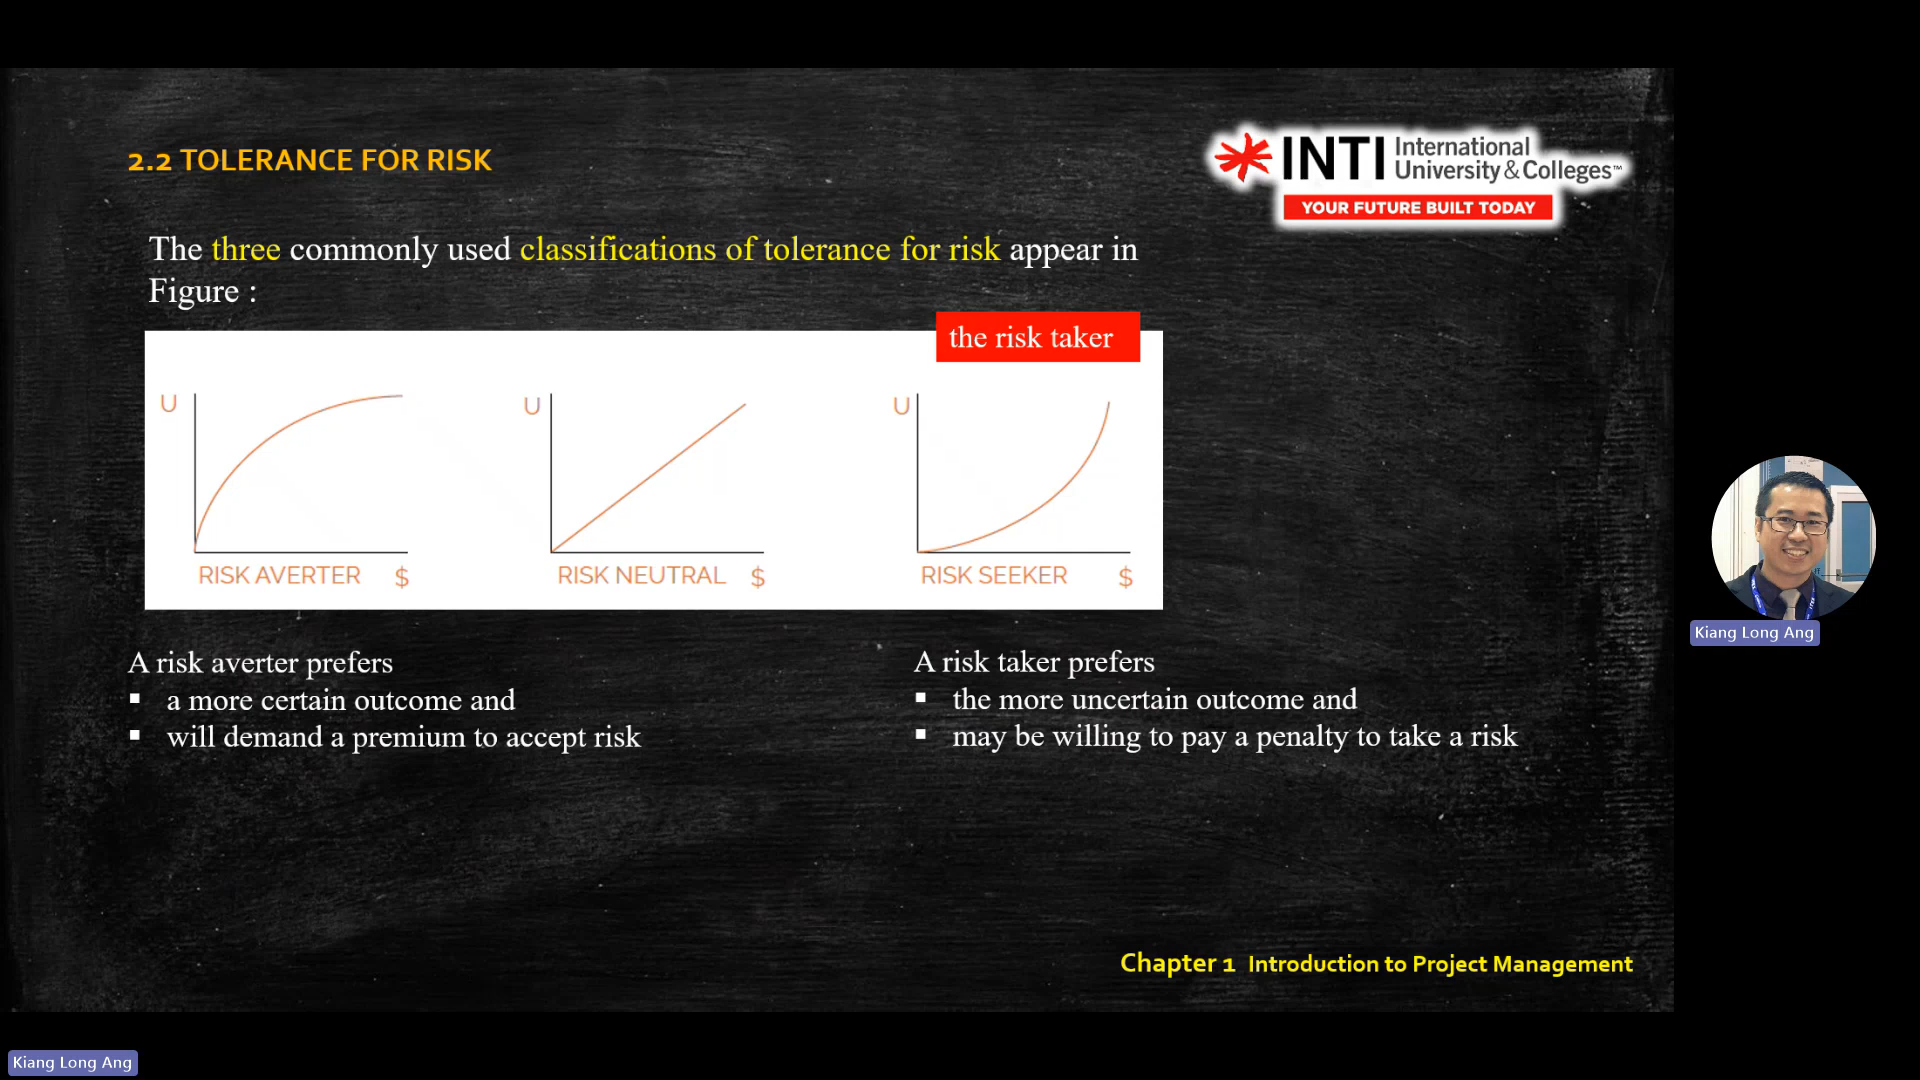 2.2 TOLERANCE FOR RISK
INTI International
University & Colleges™
YOUR FUTURE BUILT TODAY
The three commonly used classifications of tolerance for risk appear in
Figure :
the risk taker
U
U
U
RISK AVERTER $
RISK NEUTRAL $
RISK SEEKER $
A risk averter prefers
▪ a more certain outcome and
▪ will demand a premium to accept risk
A risk taker prefers
▪ the more uncertain outcome and
▪ may be willing to pay a penalty to take a risk
Kiang Long Ang
Chapter 1 Introduction to Project Management
Kiang Long Ang